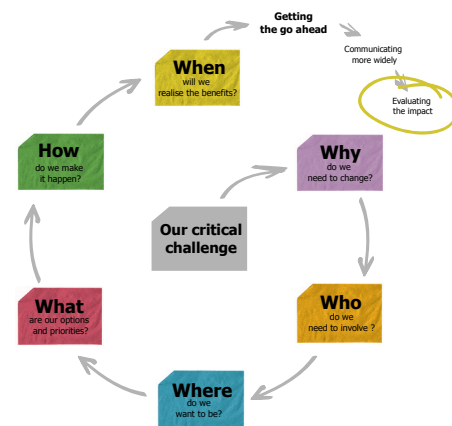 Getting
the go ahead
Communicating
more widely
Evaluating
the impact
When
will we
realise the benefits?
How
do we make
it happen?
Why
do we
need to change?
Our critical
challenge
What
are our options
and priorities?
Who
do we
need to involve ?
Where
do we
want to be?